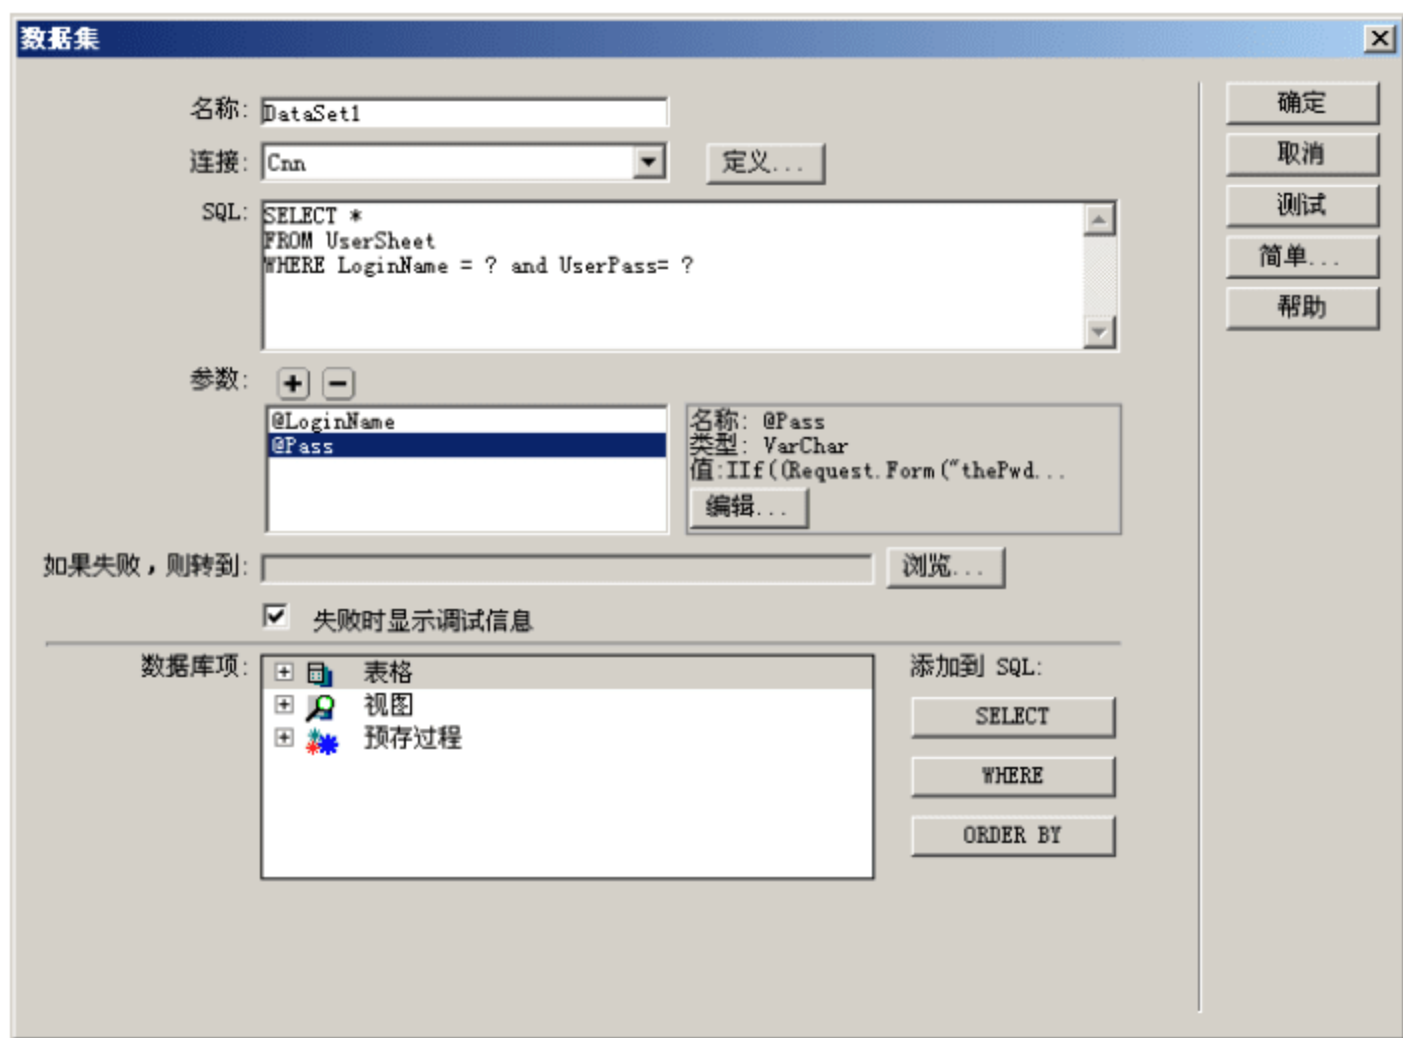 数据集
名称: DataSet1
连接: Cnn 定义...
SQL: SELECT *
FROM UserSheet
WHERE LoginName = ? and UserPass= ?
参数:
@LoginName
@Pass
名称: @Pass
类型: VarChar
值:IIf((Request.Form("thePwd...
编辑...
如果失败，则转到: 浏览...
失败时显示调试信息
数据库项:
表格
视图
预存过程
添加到 SQL:
SELECT
WHERE
ORDER BY
确定
取消
测试
简单...
帮助